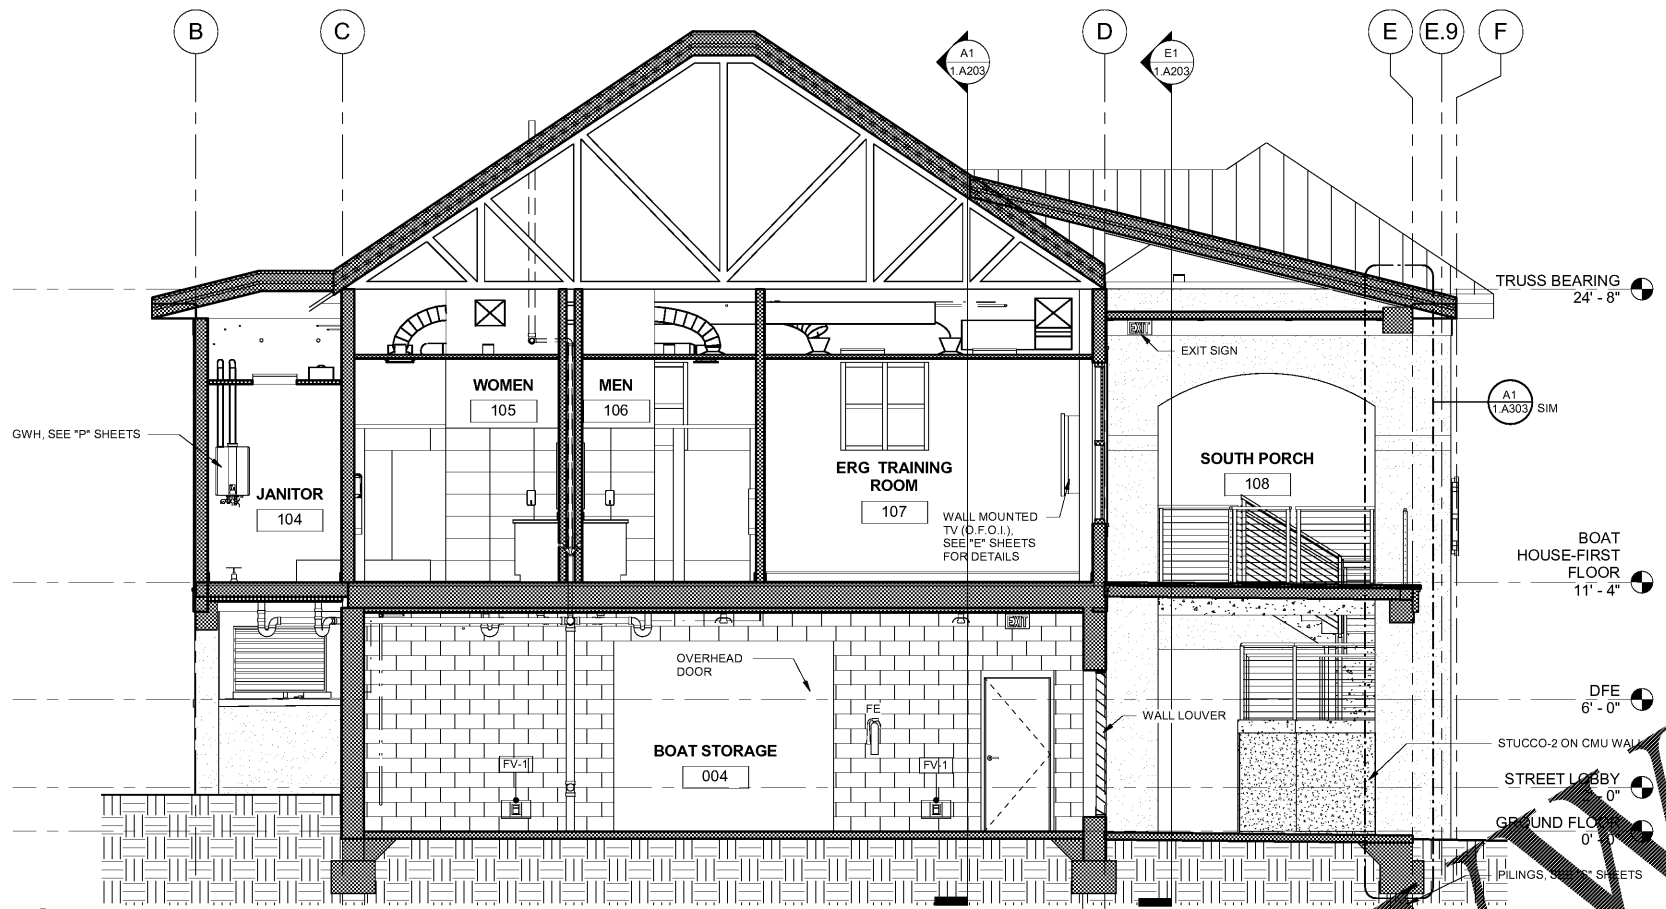 B
C
D
E
E.9
F
A1
1.A203
E1
1.A203
TRUSS BEARING
24' - 8"
EXIT
EXIT SIGN
WOMEN
105
MEN
106
A1
1.A303
SIM
GWH, SEE "P" SHEETS
JANITOR
104
ERG TRAINING
ROOM
107
SOUTH PORCH
108
WALL MOUNTED
TV (O.F.O.I.),
SEE "E" SHEETS
FOR DETAILS
BOAT
HOUSE-FIRST
FLOOR
11' - 4"
EXIT
OVERHEAD
DOOR
DFE
6' - 0"
FE
WALL LOUVER
BOAT STORAGE
004
STUCCO-2 ON CMU WALL
FV-1
FV-1
STREET LOBBY
- 0"
GROUND FLOOR
0' - 0"
PILINGS, SEE "S" SHEETS